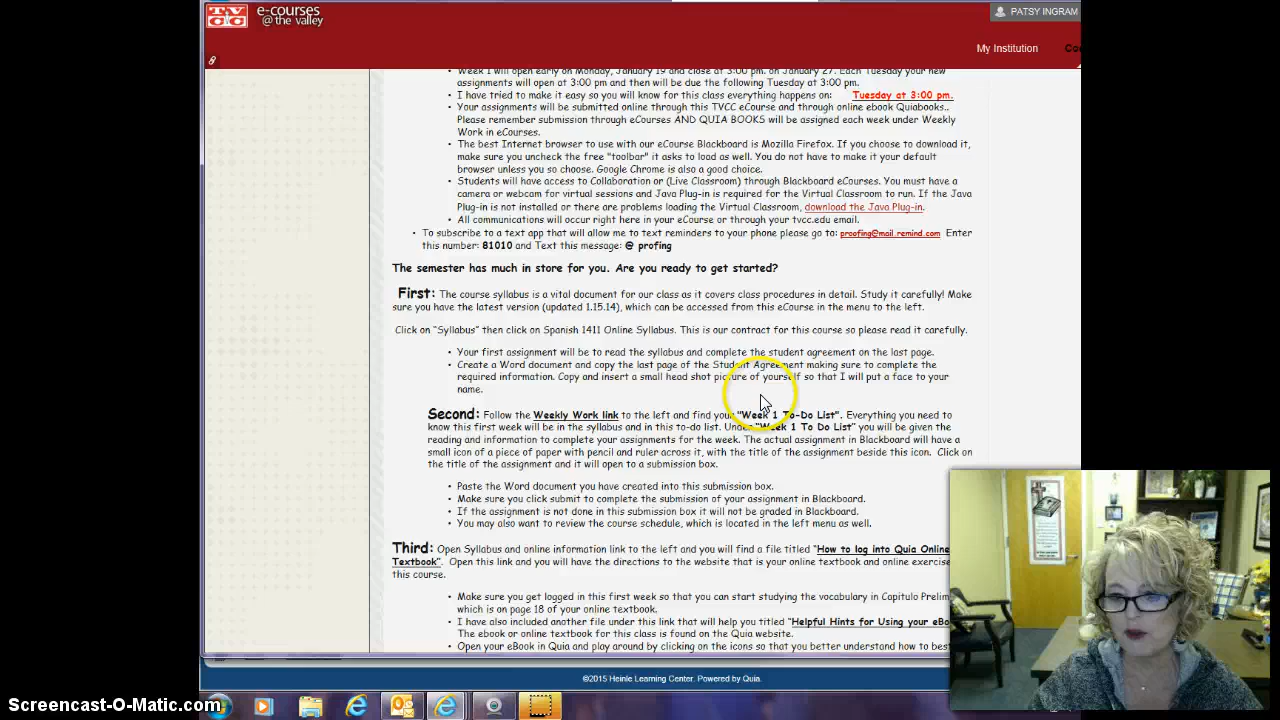 TV
CC
e-courses
@ the valley
PATSY INGRAM
My Institution
Week 1 will open early on Monday, January 19 and close at 3:00 pm. on January 27. Each Tuesday your new
assignments will open at 3:00 pm and then will be due the following Tuesday at 3:00 pm.
I have tried to make it easy so you will know for this class everything happens on: Tuesday at 3:00 pm.
Your assignments will be submitted online through this TVCC eCourse and through online ebook Quiabooks..
Please remember submission through eCourses AND QUIA BOOKS will be assigned each week under Weekly
Work in eCourses.
The best Internet browser to use with our eCourse Blackboard is Mozilla Firefox. If you choose to download it,
make sure you uncheck the free "toolbar" it asks to load as well. You do not have to make it your default
browser unless you so choose. Google Chrome is also a good choice.
Students will have access to Collaboration or (Live Classroom) through Blackboard eCourses. You must have a
camera or webcam for virtual sessions and Java Plug-in is required for the Virtual Classroom to run. If the Java
Plug-in is not installed or there are problems loading the Virtual Classroom, download the Java Plug-in.
All communications will occur right here in your eCourse or through your tvcc.edu email.
To subscribe to a text app that will allow me to text reminders to your phone please go to: proofing@mail.remind.com Enter
this number: 81010 and Text this message: @ profing
The semester has much in store for you. Are you ready to get started?
First: The course syllabus is a vital document for our class as it covers class procedures in detail. Study it carefully! Make
sure you have the latest version (updated 1.15.14), which can be accessed from this eCourse in the menu to the left.
Click on "Syllabus" then click on Spanish 1411 Online Syllabus. This is our contract for this course so please read it carefully.
Your first assignment will be to read the syllabus and complete the student agreement on the last page.
Create a Word document and copy the last page of the Student Agreement making sure to complete the
required information. Copy and insert a small head shot picture of yourself so that I will put a face to your
name.
Second: Follow the Weekly Work link to the left and find your "Week 1 To-Do List". Everything you need to
know this first week will be in the syllabus and in this to-do list. Under "Week 1 To Do List" you will be given the
reading and information to complete your assignments for the week. The actual assignment in Blackboard will have a
small icon of a piece of paper with pencil and ruler across it, with the title of the assignment beside this icon. Click on
the title of the assignment and it will open to a submission box.
Paste the Word document you have created into this submission box.
Make sure you click submit to complete the submission of your assignment in Blackboard.
If the assignment is not done in this submission box it will not be graded in Blackboard.
You may also want to review the course schedule, which is located in the left menu as well.
Third: Open Syllabus and online information link to the left and you will find a file titled "How to log into Quia Online
Textbook". Open this link and you will have the directions to the website that is your online textbook and online exercise
this course.
Make sure you get logged in this first week so that you can start studying the vocabulary in Capitulo Prelim
which is on page 18 of your online textbook.
I have also included another file under this link that will help you titled "Helpful Hints for Using your eBo
The ebook or online textbook for this class is found on the Quia website.
Open your eBook in Quia and play around by clicking on the icons so that you better understand how to best
©2015 Heinle Learning Center. Powered by Quia.
Screencast-O-Matic.com